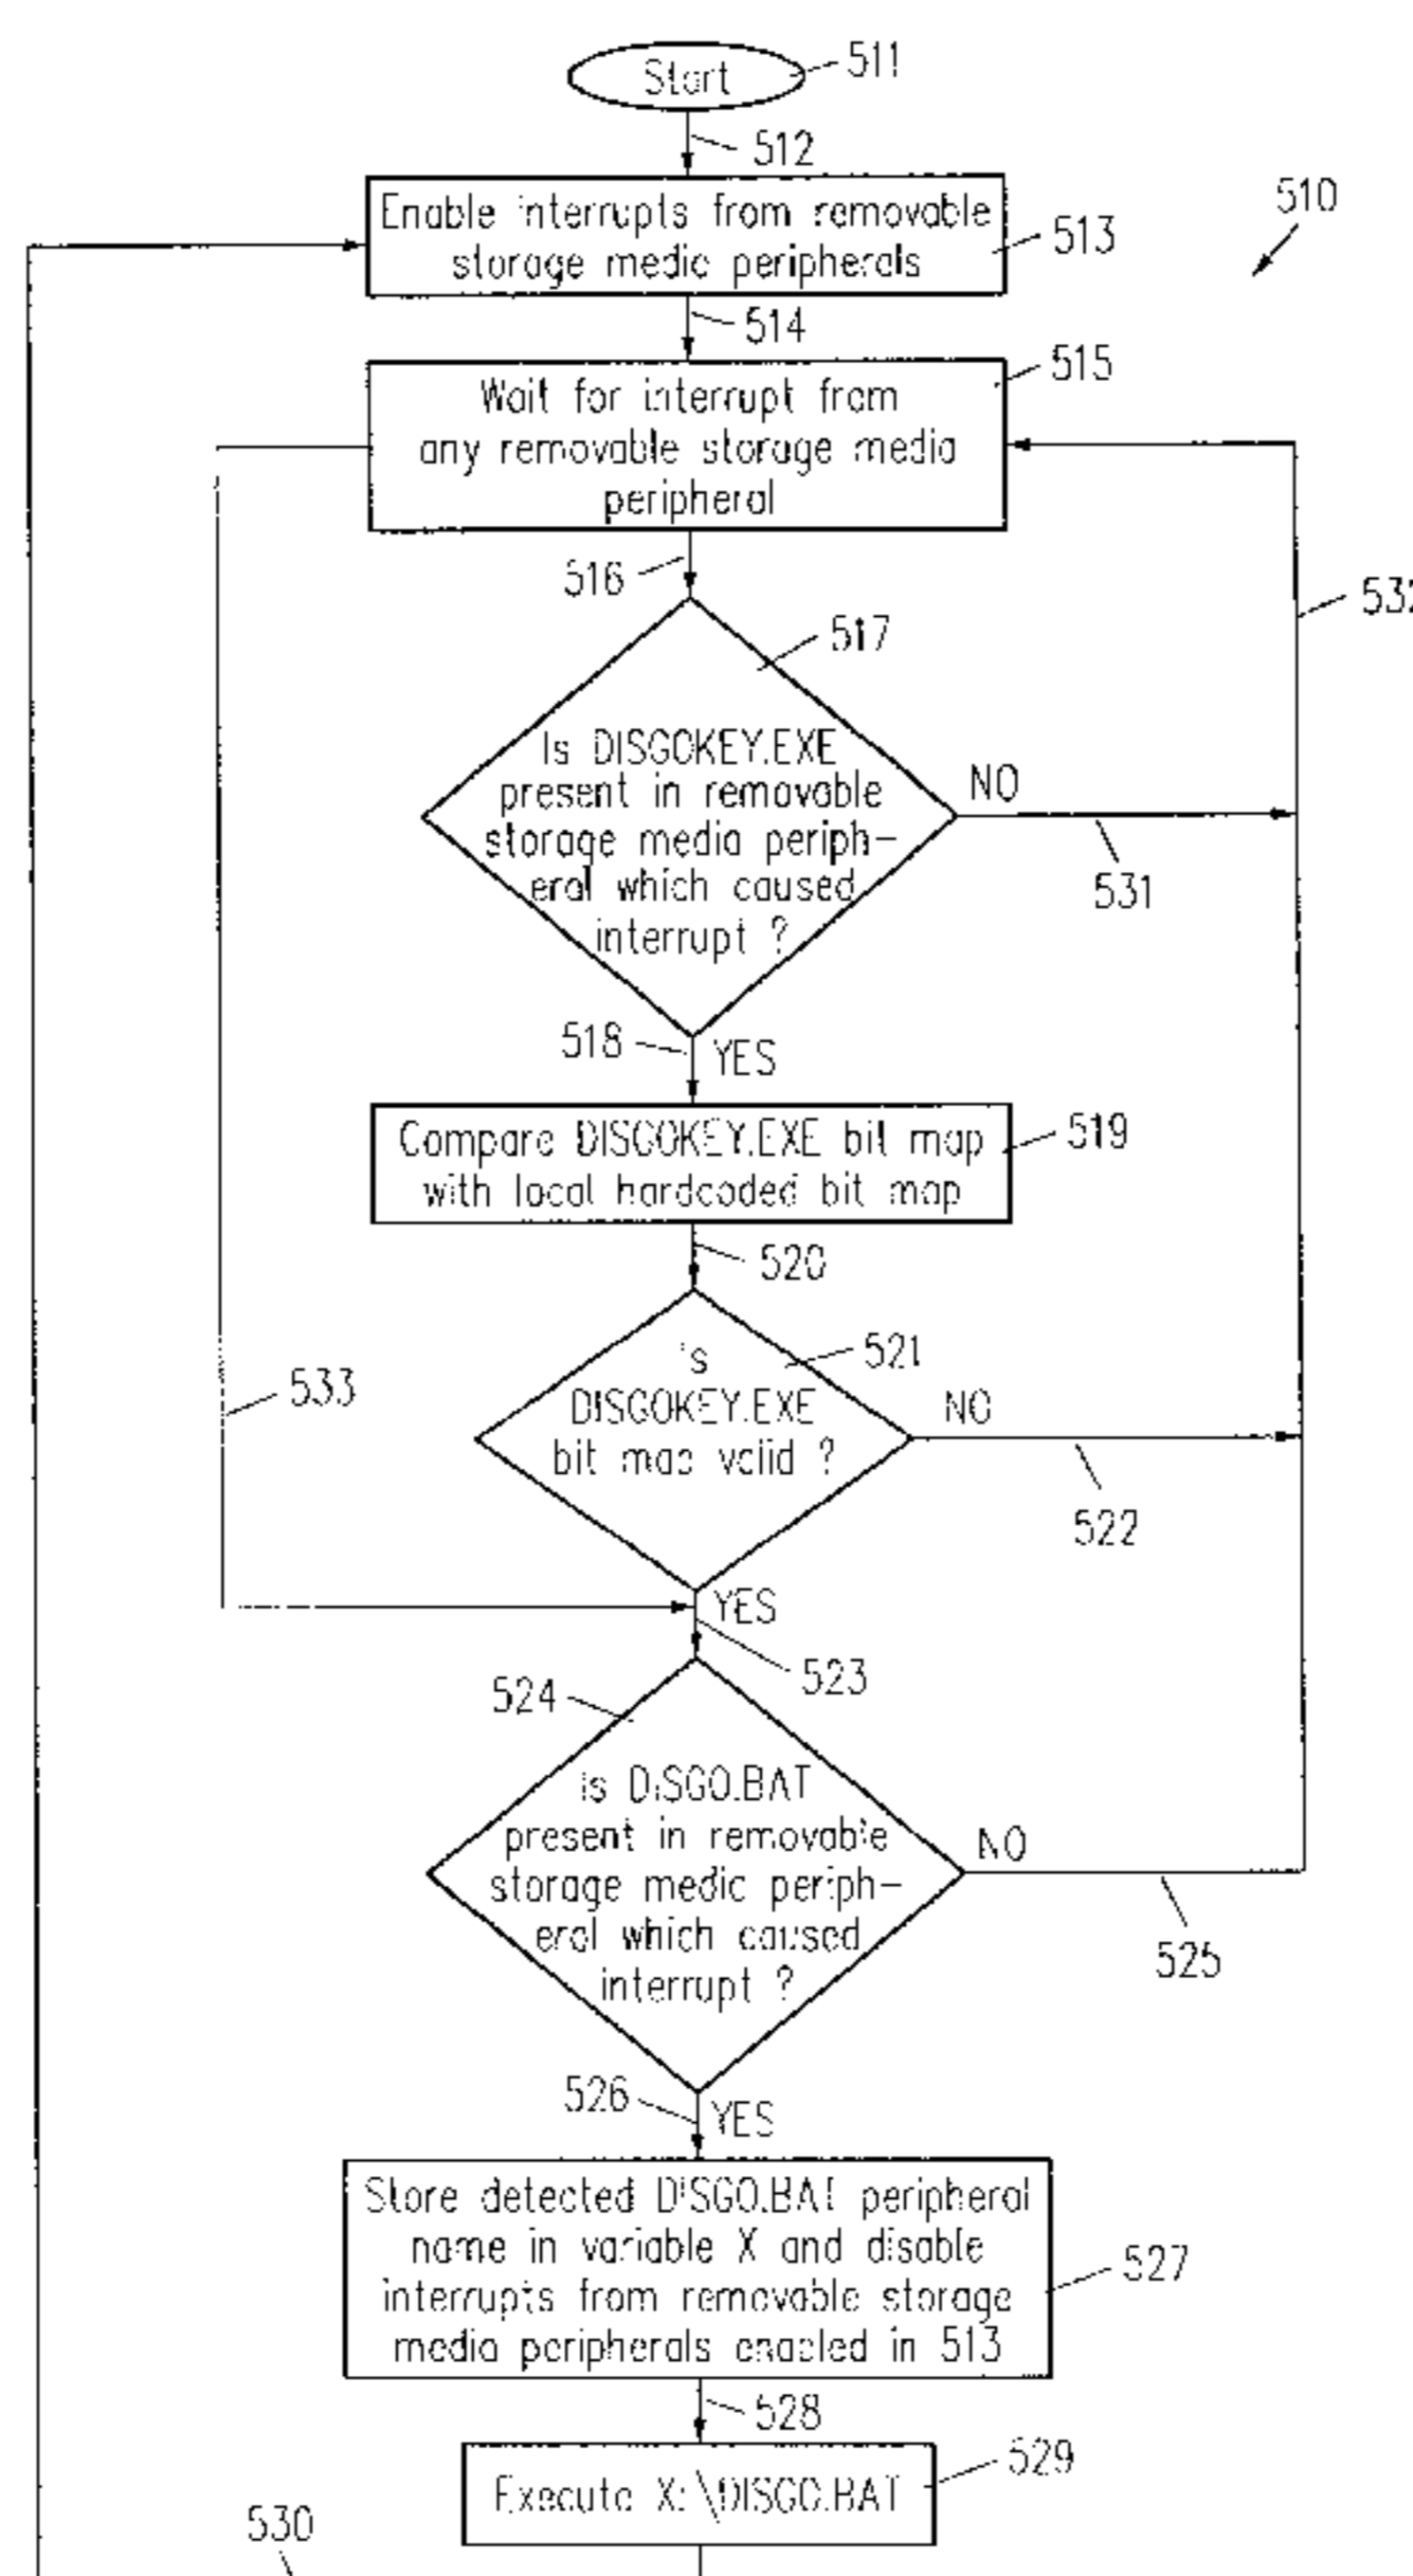 Start
511
512
510
Enable interrupts from removable
storage media peripherals
513
514
515
Wait for interrupt from
any removable storage media
peripheral
516
532
517
Is DISGOKEY.EXE
present in removable
storage media periph-
eral which caused
interrupt ?
NO
531
518
YES
Compare DISGOKEY.EXE bit map
with local hardcoded bit map
519
520
521
Is
DISGOKEY.EXE
bit map valid ?
NO
533
522
YES
523
524
is DISGO.BAT
present in removable
storage media periph-
eral which caused
interrupt ?
NO
525
526
YES
Store detected DISGO.BAT peripheral
name in variable X and disable
interrupts from removable storage
media peripherals enabled in 513
527
528
Execute X:\DISGO.BAT
529
530